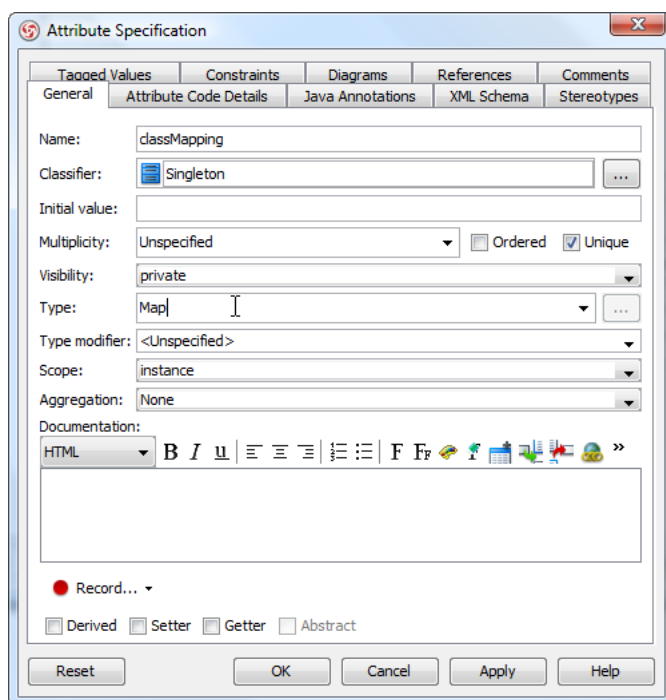 Attribute Specification
Tagged Values Constraints Diagrams References Comments
General Attribute Code Details Java Annotations XML Schema Stereotypes
Name: classMapping
Classifier: Singleton ...
Initial value:
Multiplicity: Unspecified Ordered Unique
Visibility: private
Type: Map ...
Type modifier: <Unspecified>
Scope: instance
Aggregation: None
Documentation:
HTML B I u F FF »
Record...
Derived Setter Getter Abstract
Reset OK Cancel Apply Help